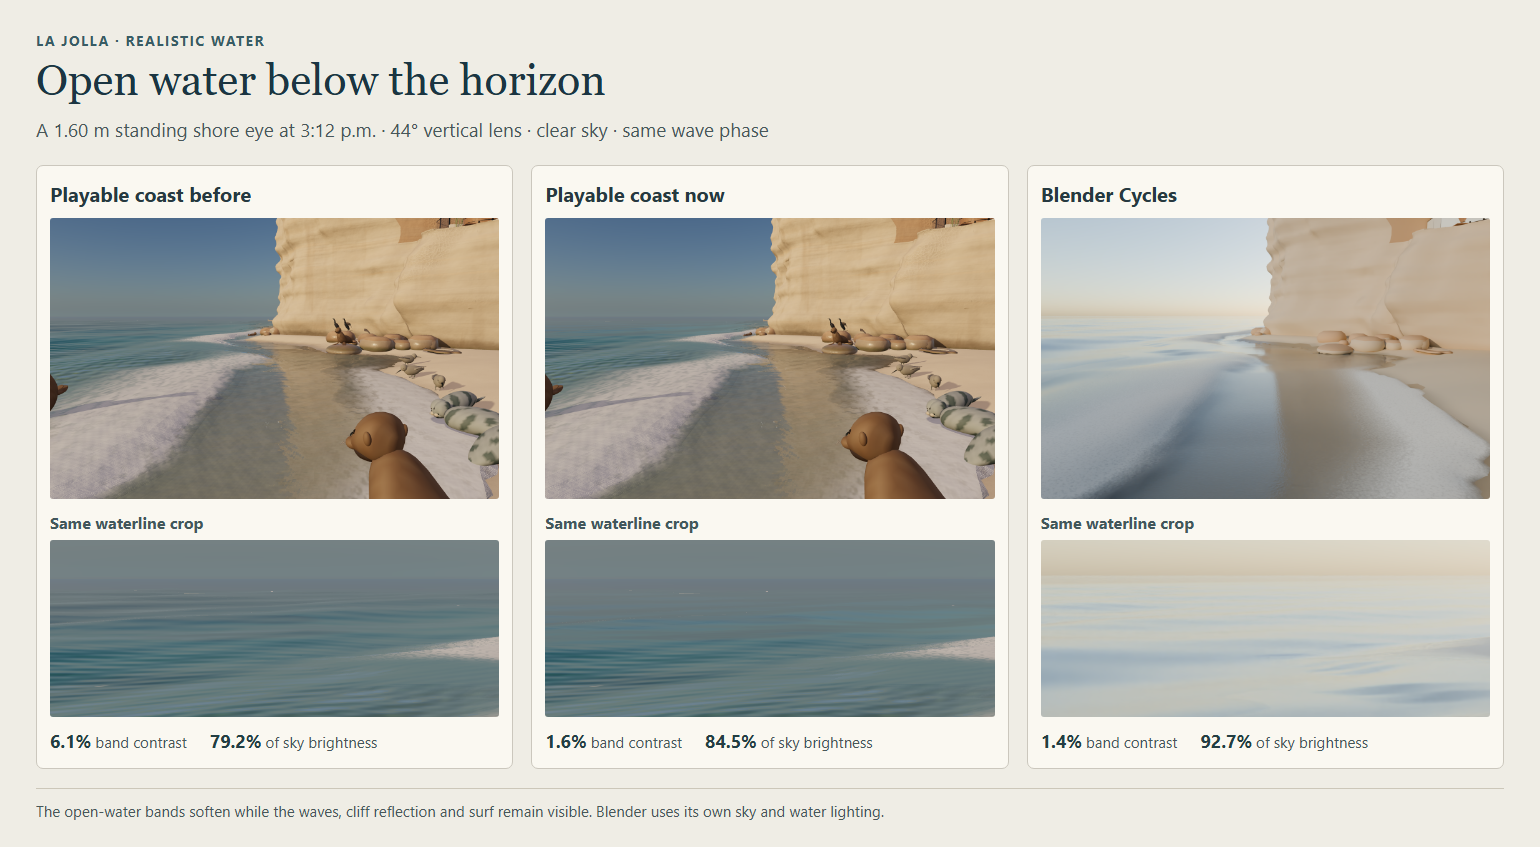 LA JOLLA · REALISTIC WATER
Open water below the horizon
A 1.60 m standing shore eye at 3:12 p.m. · 44° vertical lens · clear sky · same wave phase
Playable coast before
Same waterline crop
6.1% band contrast 79.2% of sky brightness
Playable coast now
Same waterline crop
1.6% band contrast 84.5% of sky brightness
Blender Cycles
Same waterline crop
1.4% band contrast 92.7% of sky brightness
The open-water bands soften while the waves, cliff reflection and surf remain visible. Blender uses its own sky and water lighting.